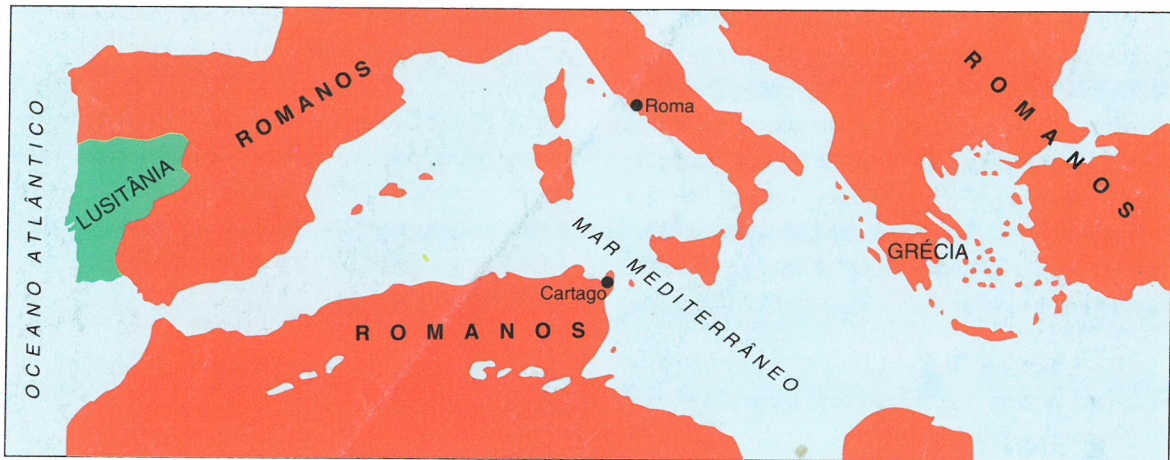 OCEANO ATLÂNTICO
LUSITÂNIA
ROMANOS
Roma
ROMANOS
MAR MEDITERRÂNEO
GRÉCIA
Cartago
ROMANOS